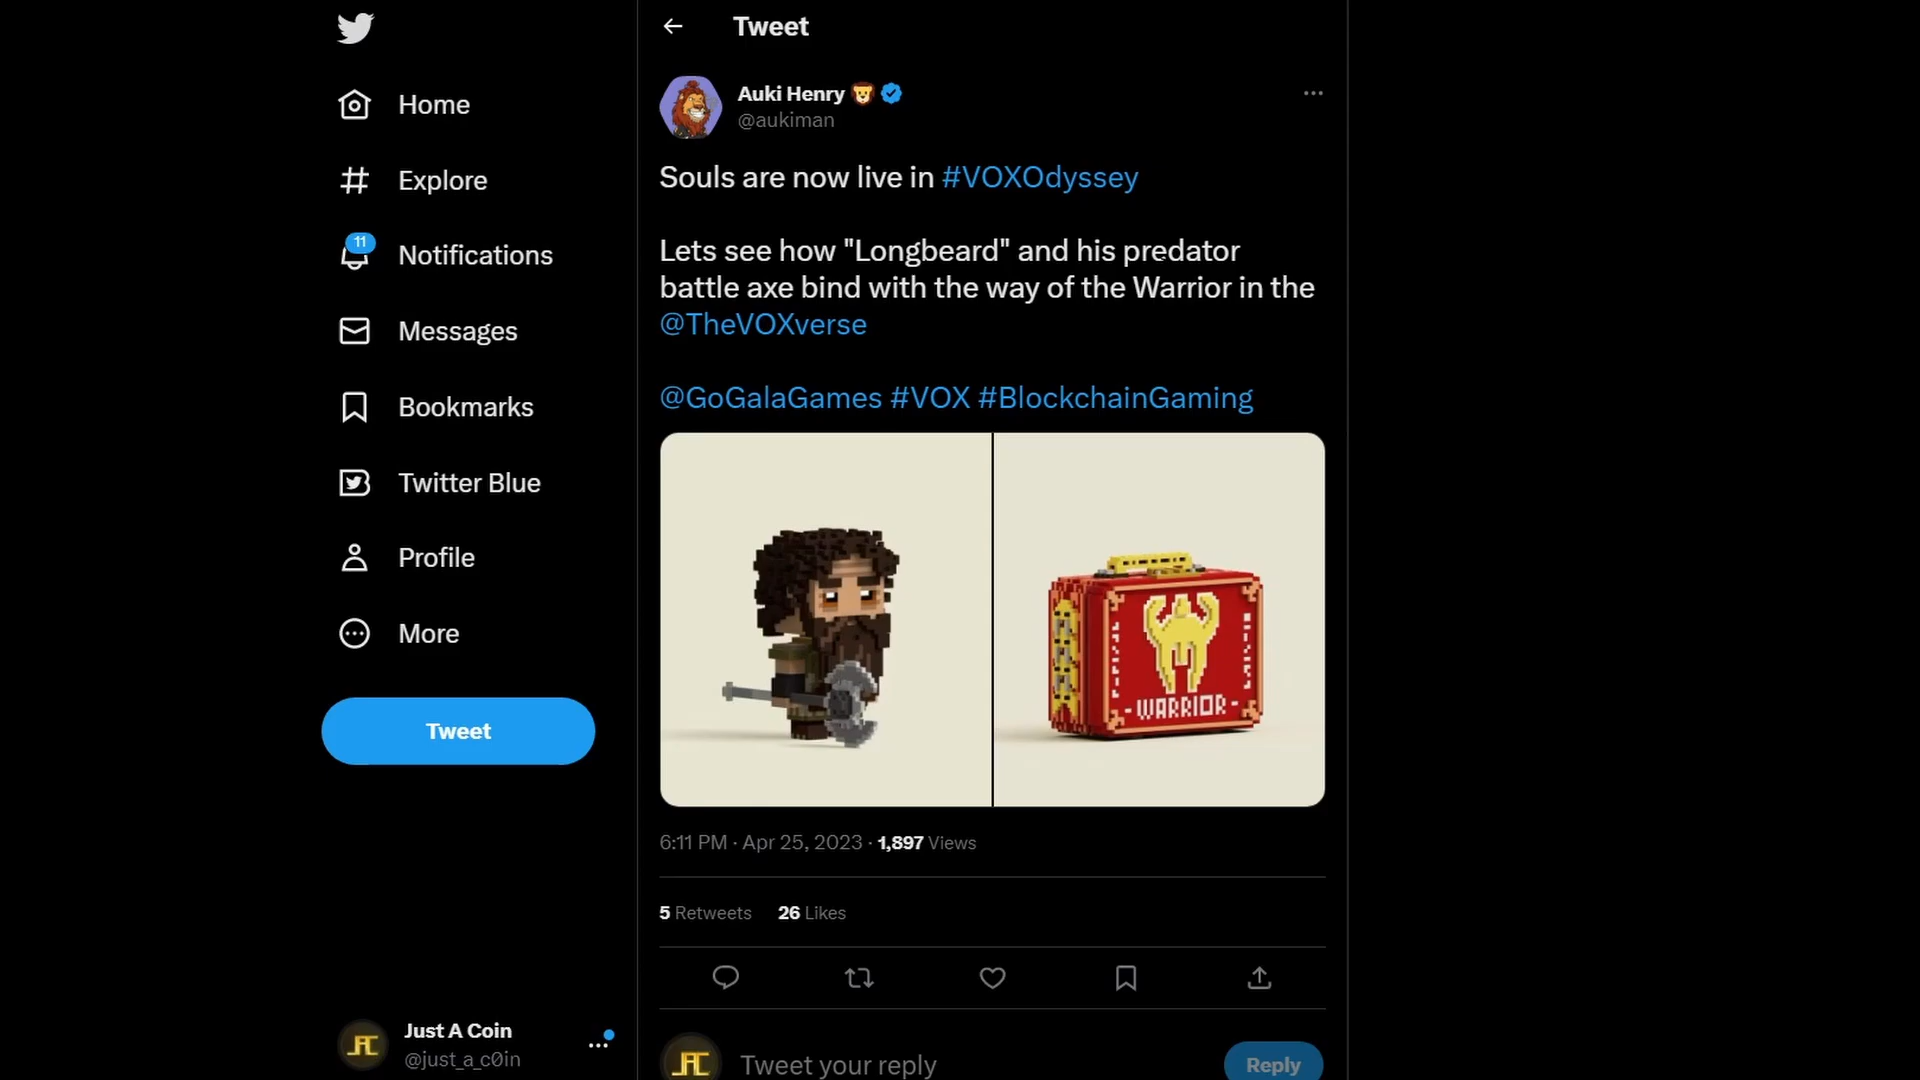 Tweet
Home
Explore
11
Notifications
Messages
Bookmarks
Twitter Blue
Profile
More
Tweet
Just A Coin
@just_a_c0in
Auki Henry
@aukiman
Souls are now live in #VOXOdyssey
Lets see how "Longbeard" and his predator
battle axe bind with the way of the Warrior in the
@TheVOXverse
@GoGalaGames #VOX #BlockchainGaming
-WARRIOR-
6:11 PM · Apr 25, 2023 · 1,897 Views
5 Retweets 26 Likes
JAC
Tweet your reply
Reply
JAC